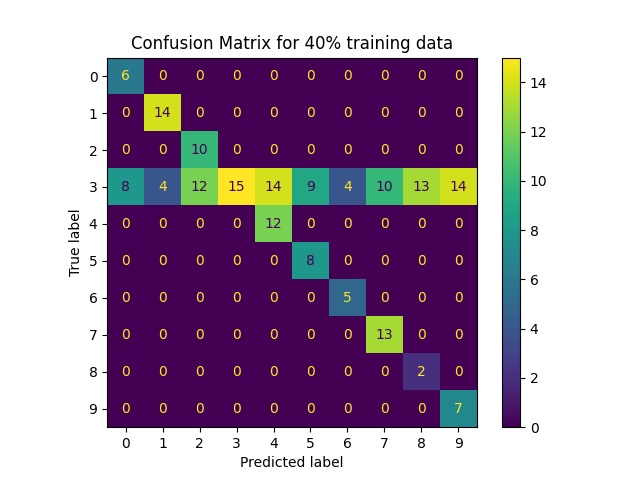 Confusion Matrix for 40% training data
0 6 0 0 0 0 0 0 0 0 0
1 0 14 0 0 0 0 0 0 0 0
2 0 0 10 0 0 0 0 0 0 0
3 8 4 12 15 14 9 4 10 13 14
4 0 0 0 0 12 0 0 0 0 0
5 0 0 0 0 0 8 0 0 0 0
6 0 0 0 0 0 0 5 0 0 0
7 0 0 0 0 0 0 0 13 0 0
8 0 0 0 0 0 0 0 0 2 0
9 0 0 0 0 0 0 0 0 0 7
0 1 2 3 4 5 6 7 8 9
Predicted label
True label
14
12
10
8
6
4
2
0